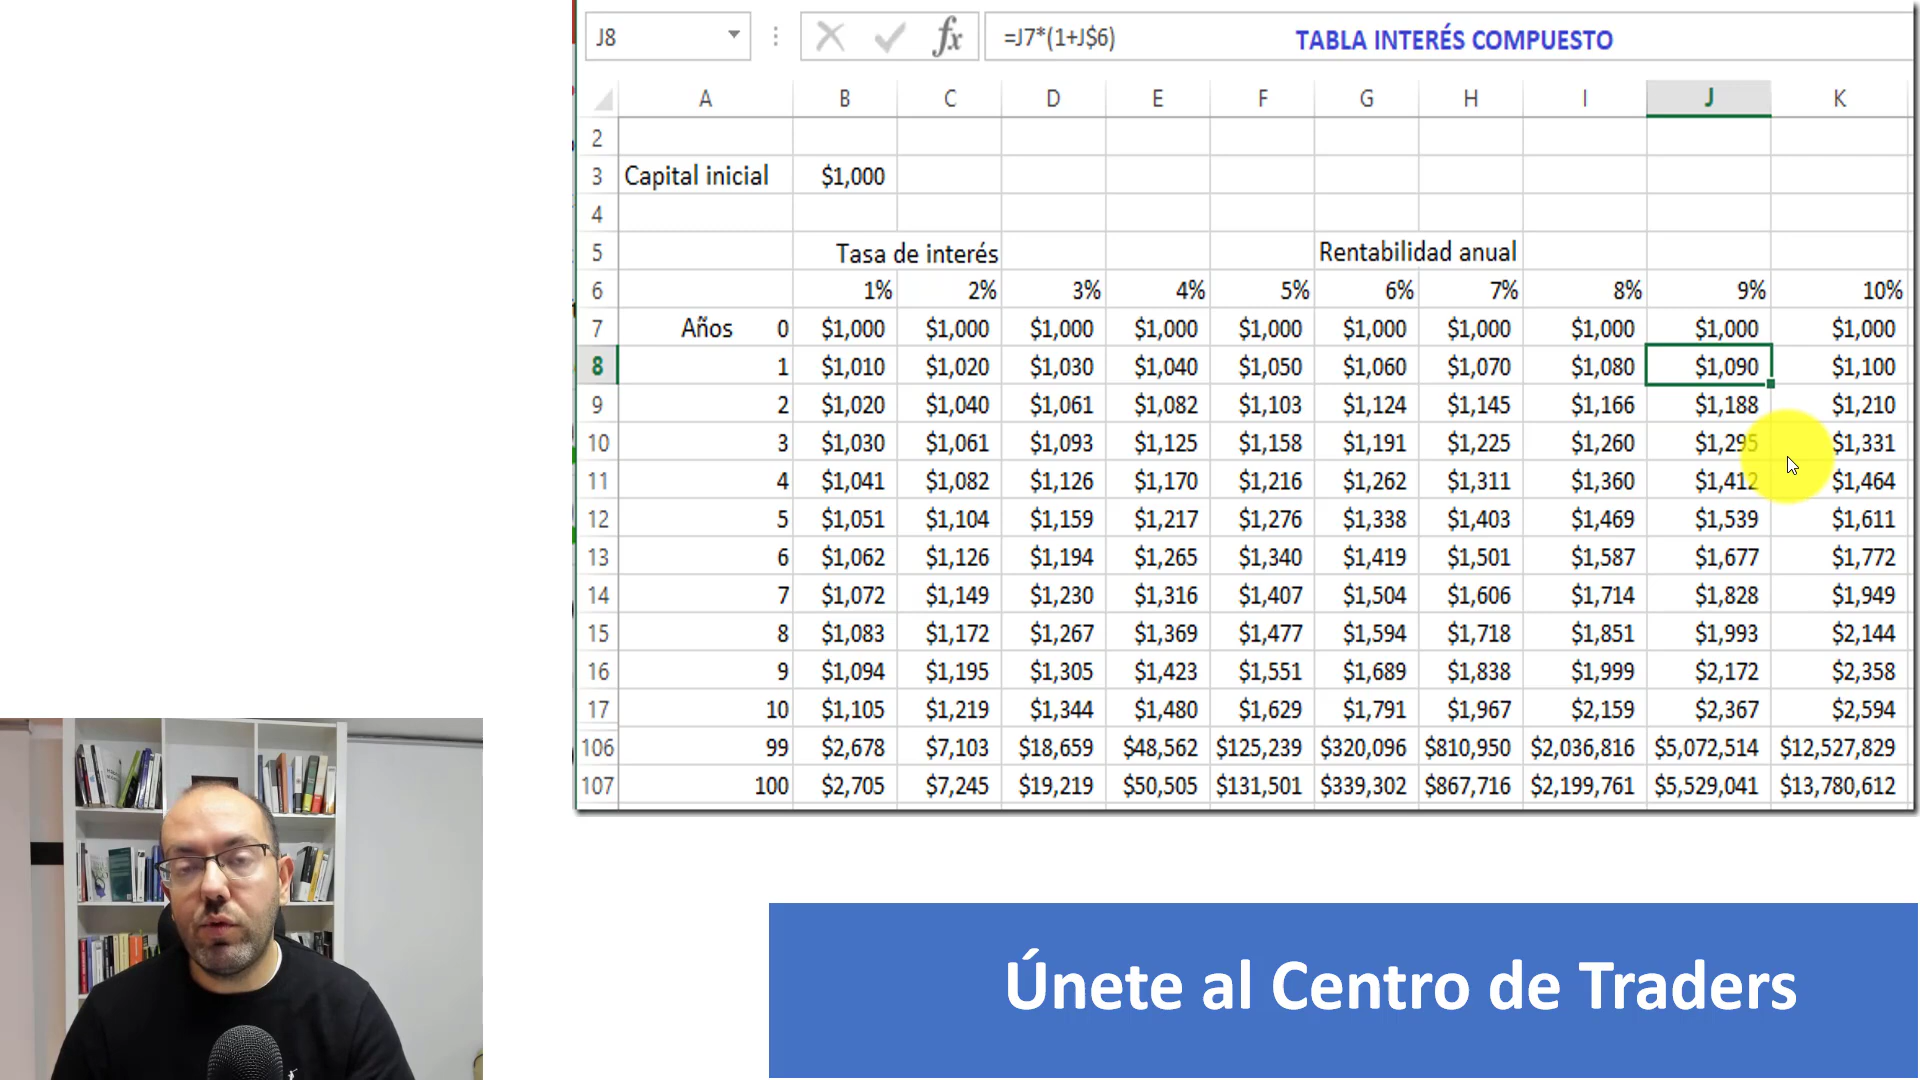 J8 fx =J7*(1+J$6) TABLA INTERÉS COMPUESTO
A B C D E F G H I J K
2
3 Capital inicial $1,000
4
5 Tasa de interés Rentabilidad anual
6 1% 2% 3% 4% 5% 6% 7% 8% 9% 10%
7 Años 0 $1,000 $1,000 $1,000 $1,000 $1,000 $1,000 $1,000 $1,000 $1,000 $1,000
8 1 $1,010 $1,020 $1,030 $1,040 $1,050 $1,060 $1,070 $1,080 $1,090 $1,100
9 2 $1,020 $1,040 $1,061 $1,082 $1,103 $1,124 $1,145 $1,166 $1,188 $1,210
10 3 $1,030 $1,061 $1,093 $1,125 $1,158 $1,191 $1,225 $1,260 $1,295 $1,331
11 4 $1,041 $1,082 $1,126 $1,170 $1,216 $1,262 $1,311 $1,360 $1,412 $1,464
12 5 $1,051 $1,104 $1,159 $1,217 $1,276 $1,338 $1,403 $1,469 $1,539 $1,611
13 6 $1,062 $1,126 $1,194 $1,265 $1,340 $1,419 $1,501 $1,587 $1,677 $1,772
14 7 $1,072 $1,149 $1,230 $1,316 $1,407 $1,504 $1,606 $1,714 $1,828 $1,949
15 8 $1,083 $1,172 $1,267 $1,369 $1,477 $1,594 $1,718 $1,851 $1,993 $2,144
16 9 $1,094 $1,195 $1,305 $1,423 $1,551 $1,689 $1,838 $1,999 $2,172 $2,358
17 10 $1,105 $1,219 $1,344 $1,480 $1,629 $1,791 $1,967 $2,159 $2,367 $2,594
106 99 $2,678 $7,103 $18,659 $48,562 $125,239 $320,096 $810,950 $2,036,816 $5,072,514 $12,527,829
107 100 $2,705 $7,245 $19,219 $50,505 $131,501 $339,302 $867,716 $2,199,761 $5,529,041 $13,780,612
Únete al Centro de Traders